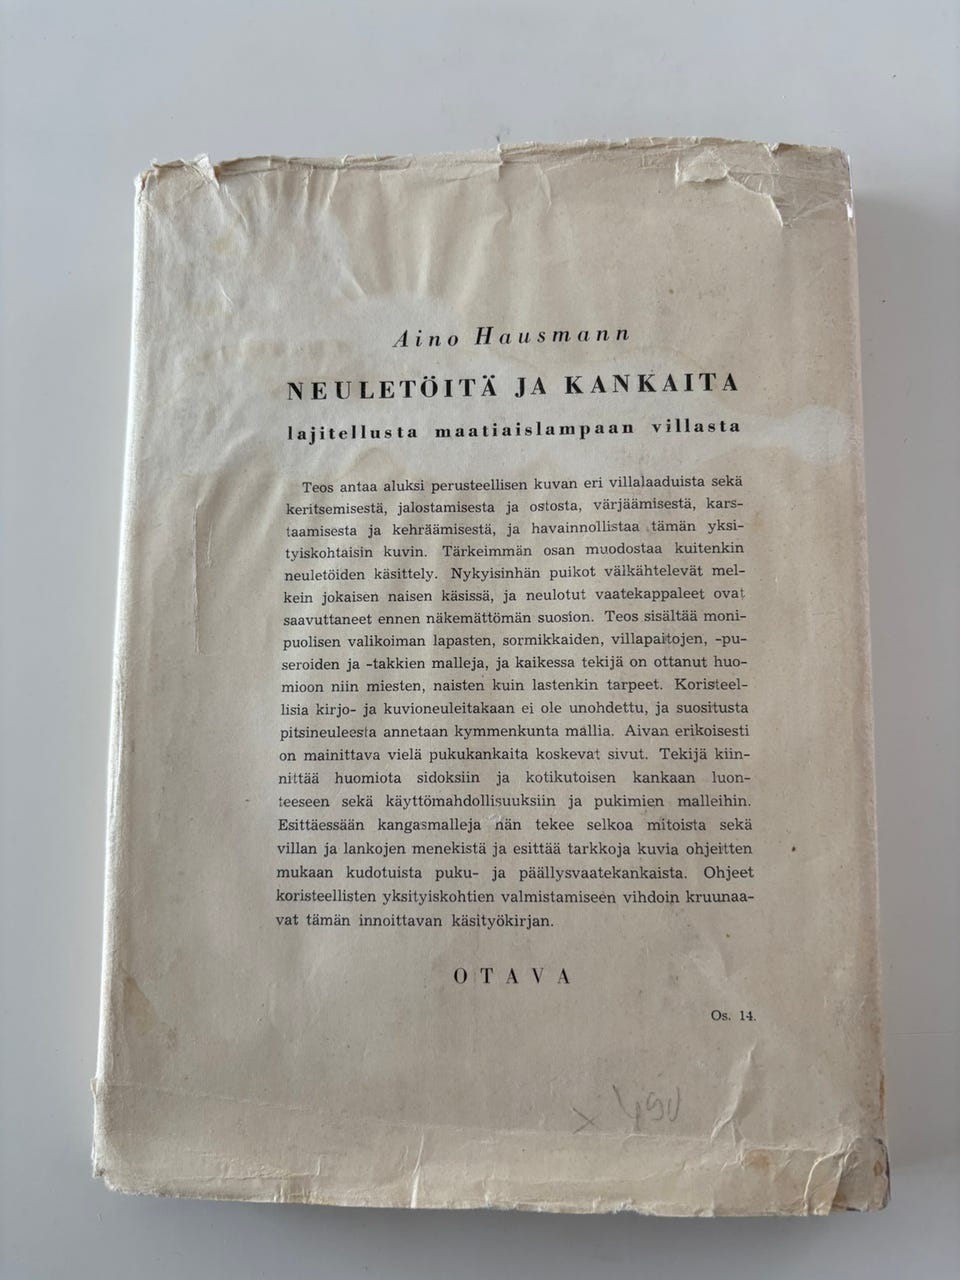 Aino Hausmann
NEULETÖITÄ JA KANKAITA
lajitellusta maatiaislampaan villasta
Teos antaa aluksi perusteellisen kuvan eri villalaaduista sekä
keritsemisestä, jalostamisesta ja ostosta, värjäämisestä, kars-
taamisesta ja kehräämisestä, ja havainnollistaa tämän yksi-
tyiskohtaisin kuvin. Tärkeimmän osan muodostaa kuitenkin
neuletöiden käsittely. Nykyisinhän puikot välkähtelevät mel-
kein jokaisen naisen käsissä, ja neulotut vaatekappaleet ovat
saavuttaneet ennen näkemättömän suosion. Teos sisältää moni-
puolisen valikoiman lapasten, sormikkaiden, villapaitojen, -pu-
seroiden ja -takkien malleja, ja kaikessa tekijä on ottanut huo-
mioon niin miesten, naisten kuin lastenkin tarpeet. Koristeel-
lisia kirjo- ja kuvioneuleitakaan ei ole unohdettu, ja suositusta
pitsineuleesta annetaan kymmenkunta mallia. Aivan erikoisesti
on mainittava vielä pukukankaita koskevat sivut. Tekijä kiin-
nittää huomiota sidoksiin ja kotikutoisen kankaan luon-
teeseen sekä käyttömahdollisuuksiin ja pukimien malleihin.
Esittäessään kangasmalleja hän tekee selkoa mitoista sekä
villan ja lankojen menekistä ja esittää tarkkoja kuvia ohjeitten
mukaan kudotuista puku- ja päällysvaatekankaista. Ohjeet
koristeellisten yksityiskohtien valmistamiseen vihdoin kruunaa-
vat tämän innoittavan käsityökirjan.
OTAVA
Os. 14.